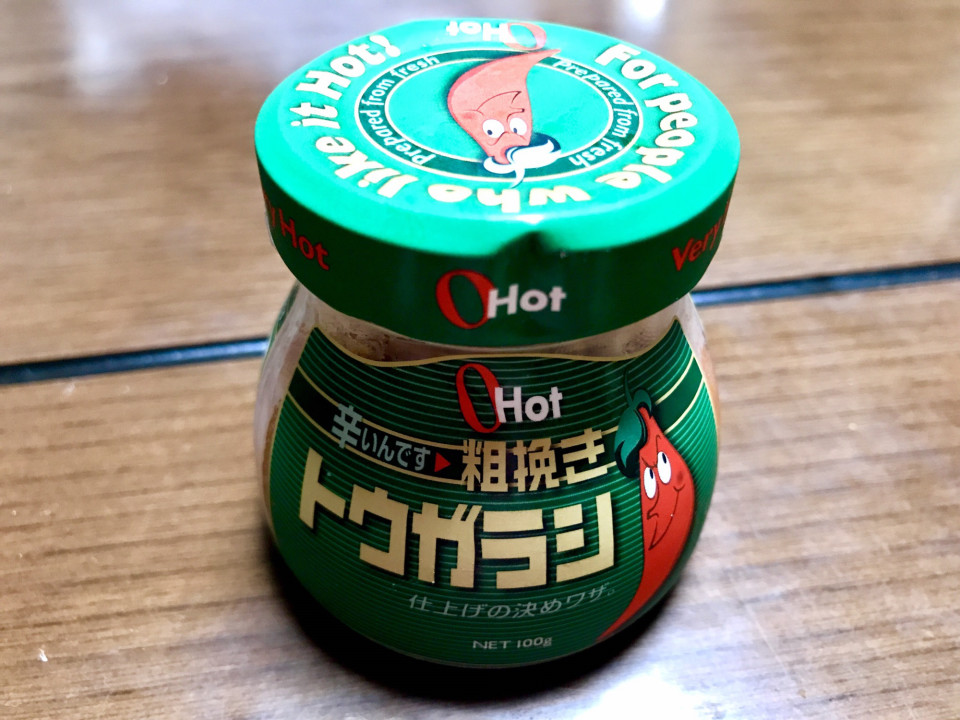 OHot
For people who like it Hot!
Prepared from fresh
Prepared from fresh
Hot
Very
OHot
OHot
辛いんです 粗挽き
トウガラシ
仕上げの決めワザ。
NET 100g